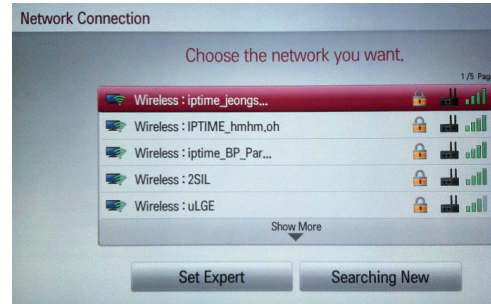 Network Connection
Choose the network you want.
1/5 Pag
Wireless : iptime_jeongs...
Wireless : IPTIME_hmhm,oh
Wireless : iptime_BP_Par...
Wireless : 2SIL
Wireless : uLGE
Show More
Set Expert
Searching New